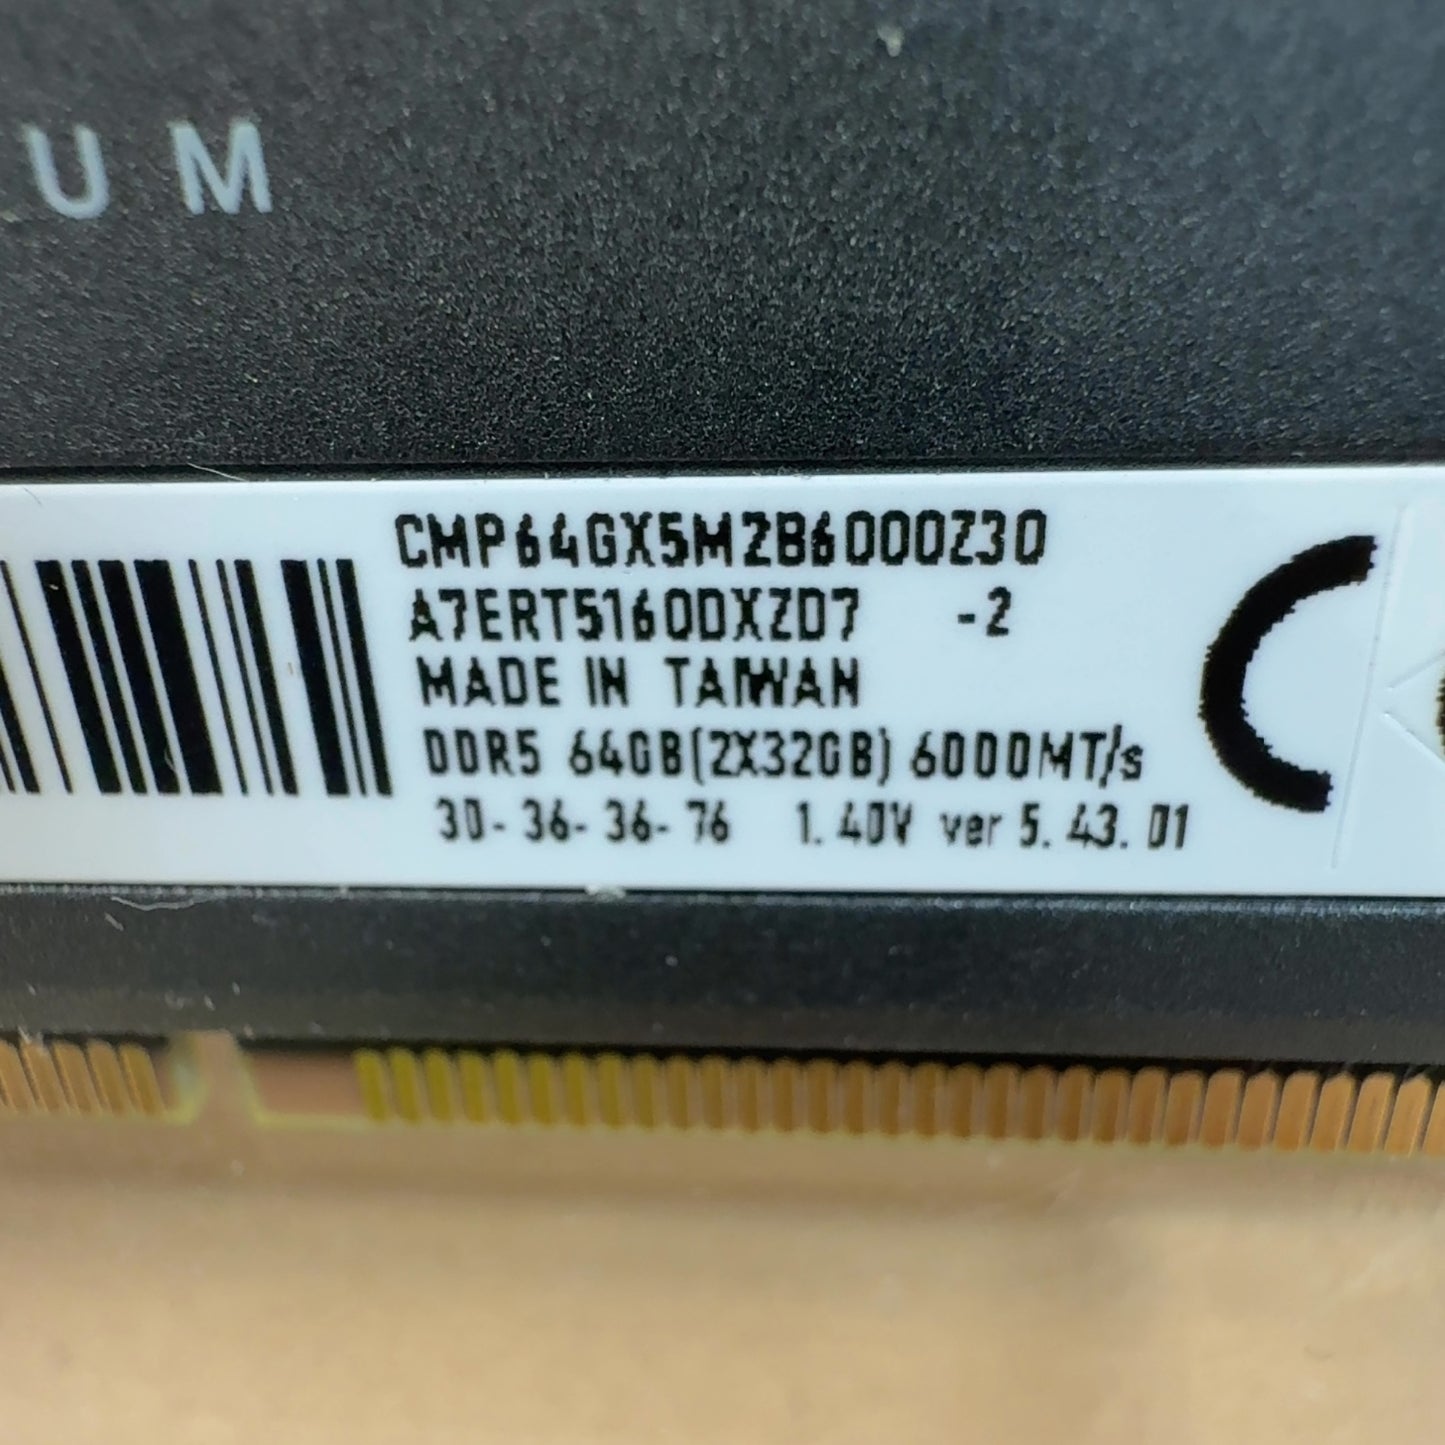 UM
CMP64GX5M2B6000Z30
A7ERT5160DXZD7 -2
MADE IN TAIWAN
DDR5 64GB(2X32GB) 6000MT/s
30-36-36-76 1.40V ver 5.43.01